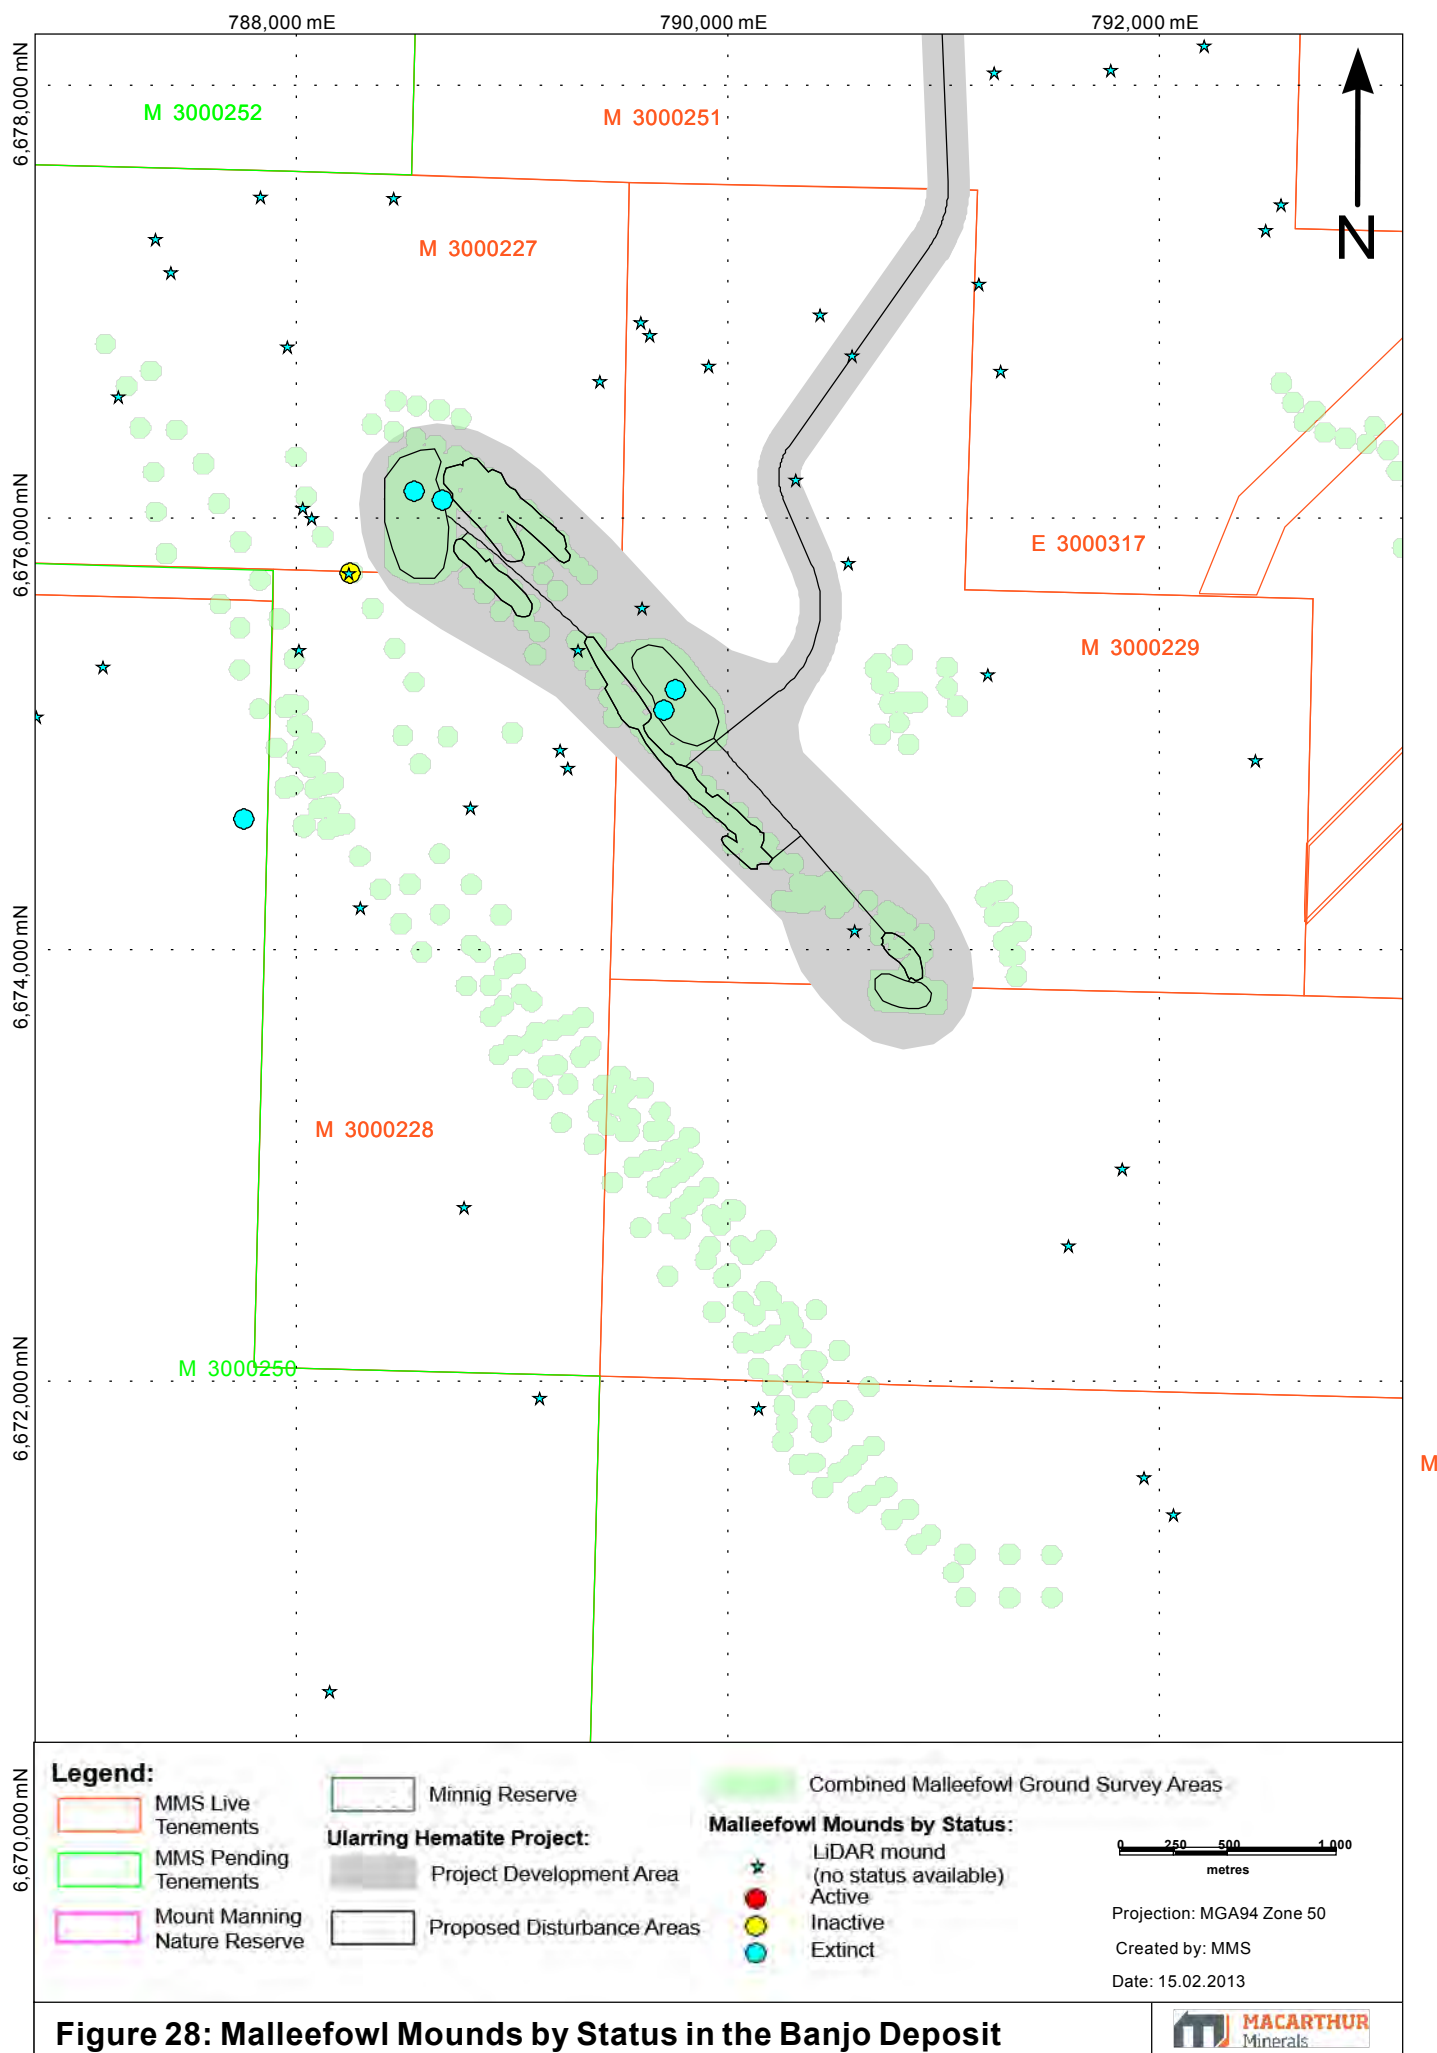 788,000 mE
790,000 mE
792,000 mE
6,678,000 mN
6,676,000 mN
6,674,000 mN
6,672,000 mN
6,670,000 mN
M 3000252
M 3000251
M 3000227
N
E 3000317
M 3000229
M 3000228
M 3000250
M
Legend:
MMS Live
Tenements
MMS Pending
Tenements
Mount Manning
Nature Reserve
Minnig Reserve
Ularring Hematite Project:
Project Development Area
Proposed Disturbance Areas
Combined Malleefowl Ground Survey Areas
Malleefowl Mounds by Status:
LiDAR mound
(no status available)
Active
Inactive
Extinct
0 250 500 1,000
metres
Projection: MGA94 Zone 50
Created by: MMS
Date: 15.02.2013
Figure 28: Malleefowl Mounds by Status in the Banjo Deposit
MACARTHUR
Minerals